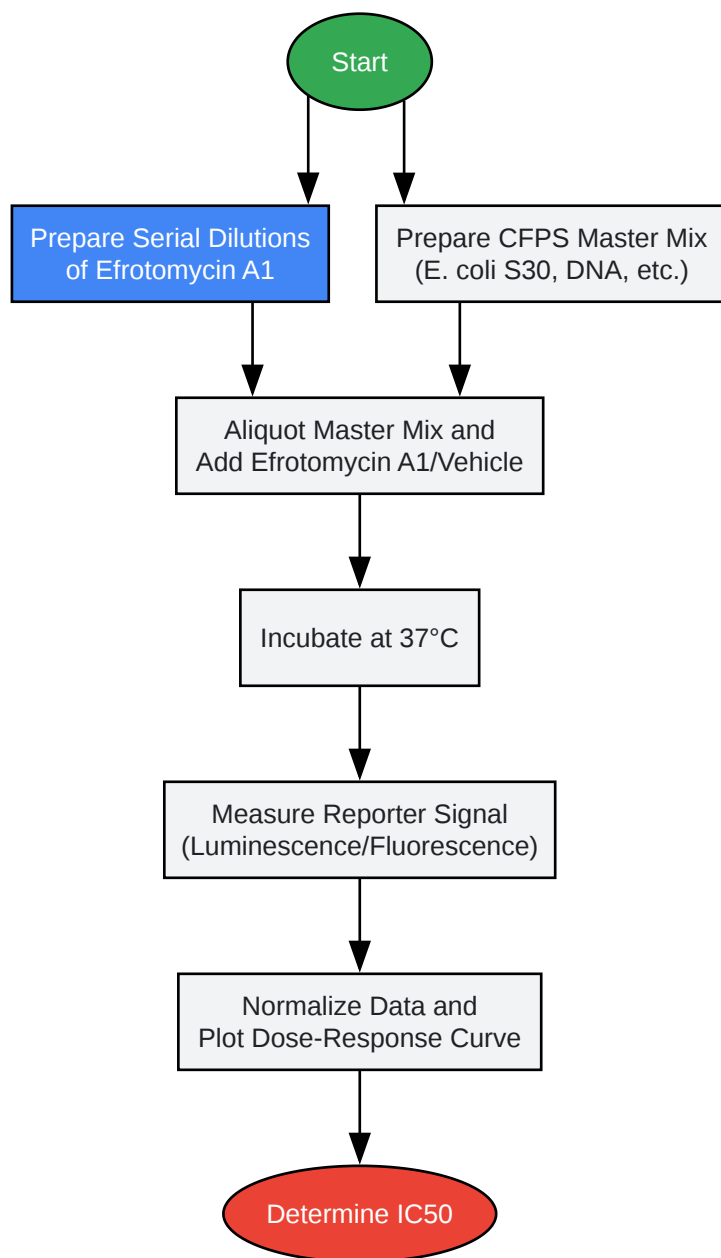 Start
Prepare Serial Dilutions
of Efrotomycin A1
Prepare CFPS Master Mix
(E. coli S30, DNA, etc.)
Aliquot Master Mix and
Add Efrotomycin A1/Vehicle
Incubate at 37°C
Measure Reporter Signal
(Luminescence/Fluorescence)
Normalize Data and
Plot Dose-Response Curve
Determine IC50